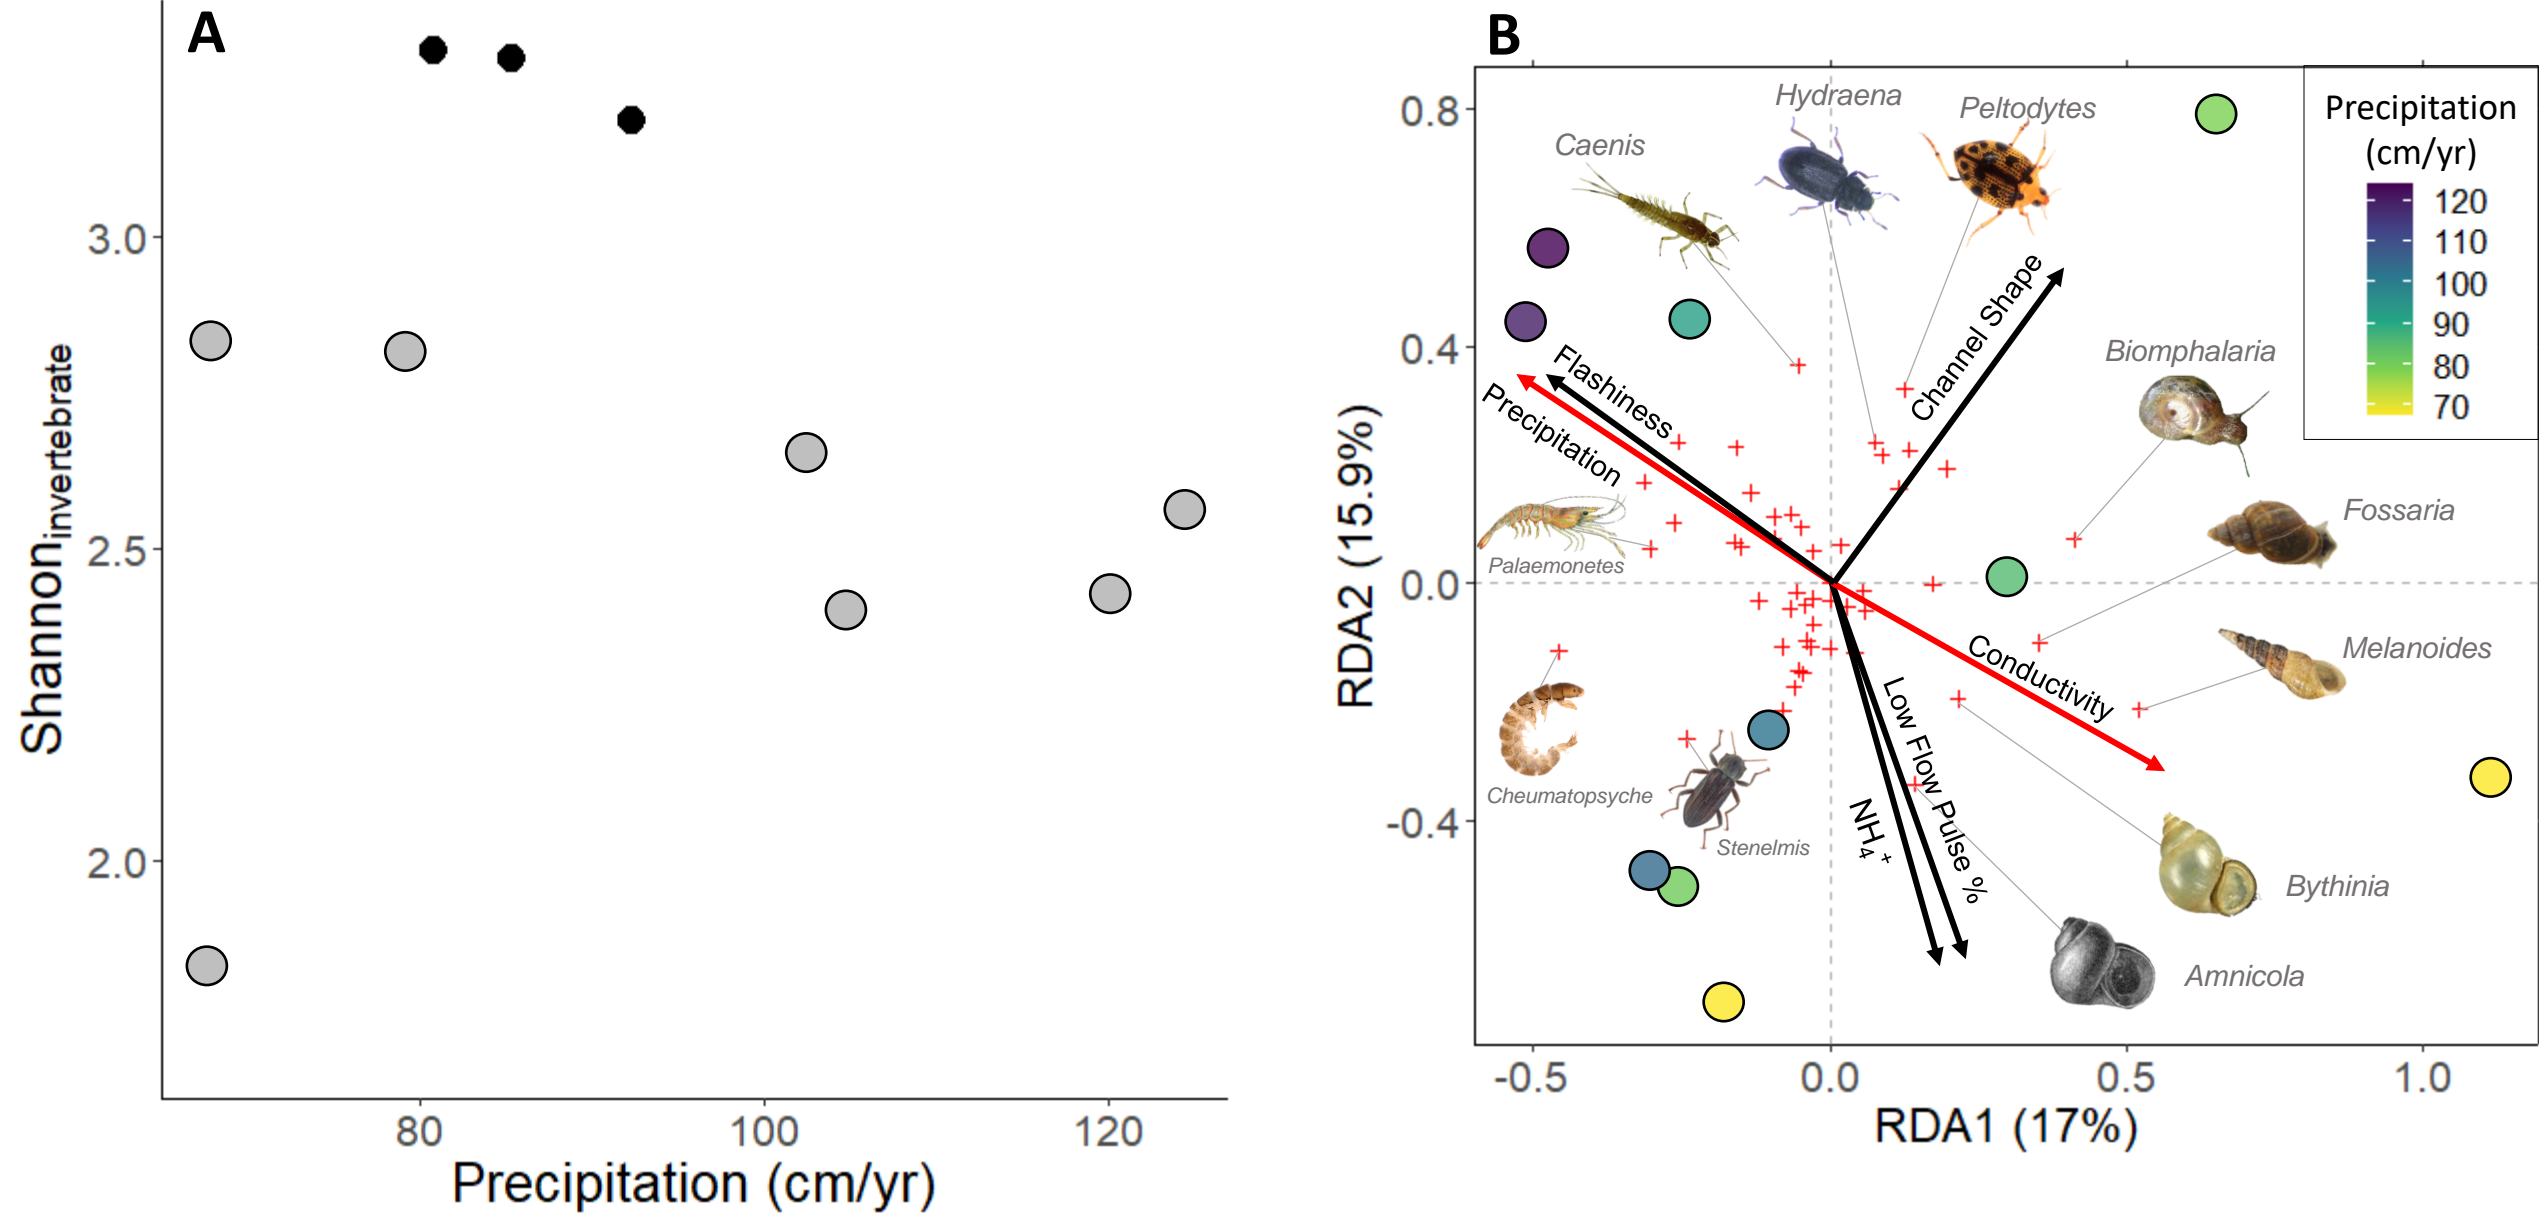 A
3.0
2.5
2.0
Shannon invertebrate
80
100
120
Precipitation (cm/yr)
B
0.8
0.4
0.0
-0.4
RDA2 (15.9%)
-0.5
0.0
0.5
1.0
RDA1 (17%)
Precipitation
(cm/yr)
120
110
100
90
80
70
Hydraena
Peltodytes
Caenis
Channel Shape
Flashiness
Precipitation
Biomphalaria
Palaemonetes
Fossaria
Melanoides
Conductivity
Low Flow Pulse %
NH4+
Cheumatopsyche
Stenelmis
Bythinia
Amnicola